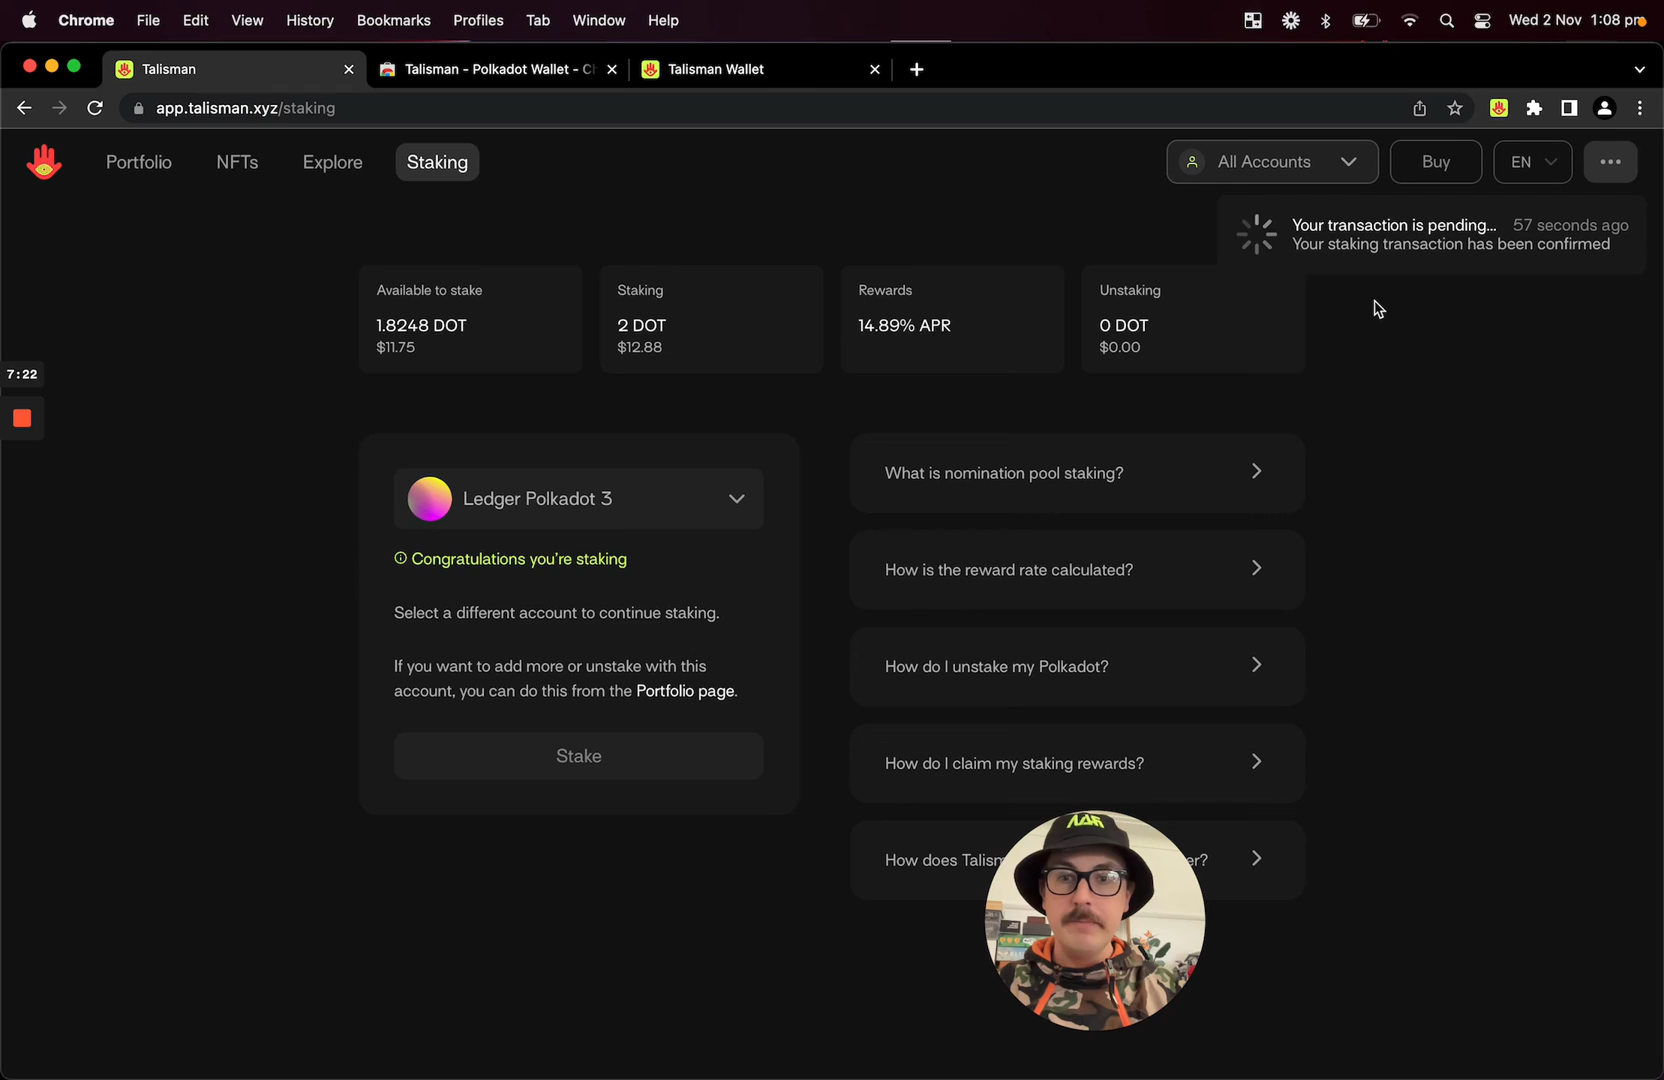 Chrome File Edit View History Bookmarks Profiles Tab Window Help Wed 2 Nov 1:08
Talisman Talisman - Polkadot Wallet - Talisman Wallet
app.talisman.xyz/staking
Portfolio NFTs Explore Staking All Accounts Buy EN
Your transaction is pending... 57 seconds ago
Your staking transaction has been confirmed
Available to stake
1.8248 DOT
$11.75
Staking
2 DOT
$12.88
Rewards
14.89% APR
Unstaking
0 DOT
$0.00
7:22
Ledger Polkadot 3
Congratulations you're staking
Select a different account to continue staking.
If you want to add more or unstake with this
account, you can do this from the Portfolio page.
Stake
What is nomination pool staking?
How is the reward rate calculated?
How do I unstake my Polkadot?
How do I claim my staking rewards?
How does